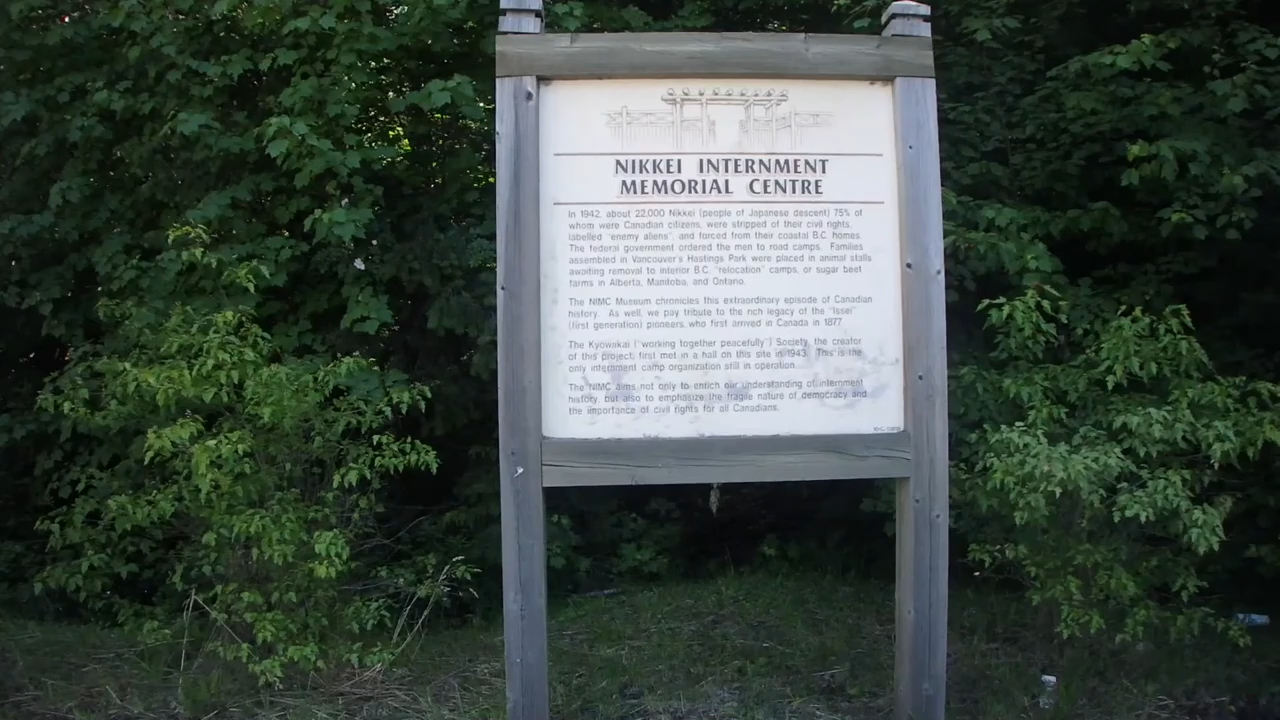 NIKKEI INTERNMENT
MEMORIAL CENTRE
In 1942, about 22,000 Nikkei (people of Japanese descent) 75% of
whom were Canadian citizens, were stripped of their civil rights,
labelled "enemy aliens", and forced from their coastal B.C. homes.
The federal government ordered the men to road camps. Families
assembled in Vancouver's Hastings Park were placed in animal stalls
awaiting removal to interior B.C. "relocation" camps, or sugar beet
farms in Alberta, Manitoba, and Ontario.
The NIMC Museum chronicles this extraordinary episode of Canadian
history. As well, we pay tribute to the rich legacy of the "Issei"
(first generation) pioneers, who first arrived in Canada in 1877.
The Kyowakai ("working together peacefully") Society, the creator
of this project, first met in a hall on this site in 1943. This is the
only internment camp organization still in operation.
The NIMC aims not only to enrich our understanding of internment
history, but also to emphasize the fragile nature of democracy and
the importance of civil rights for all Canadians.